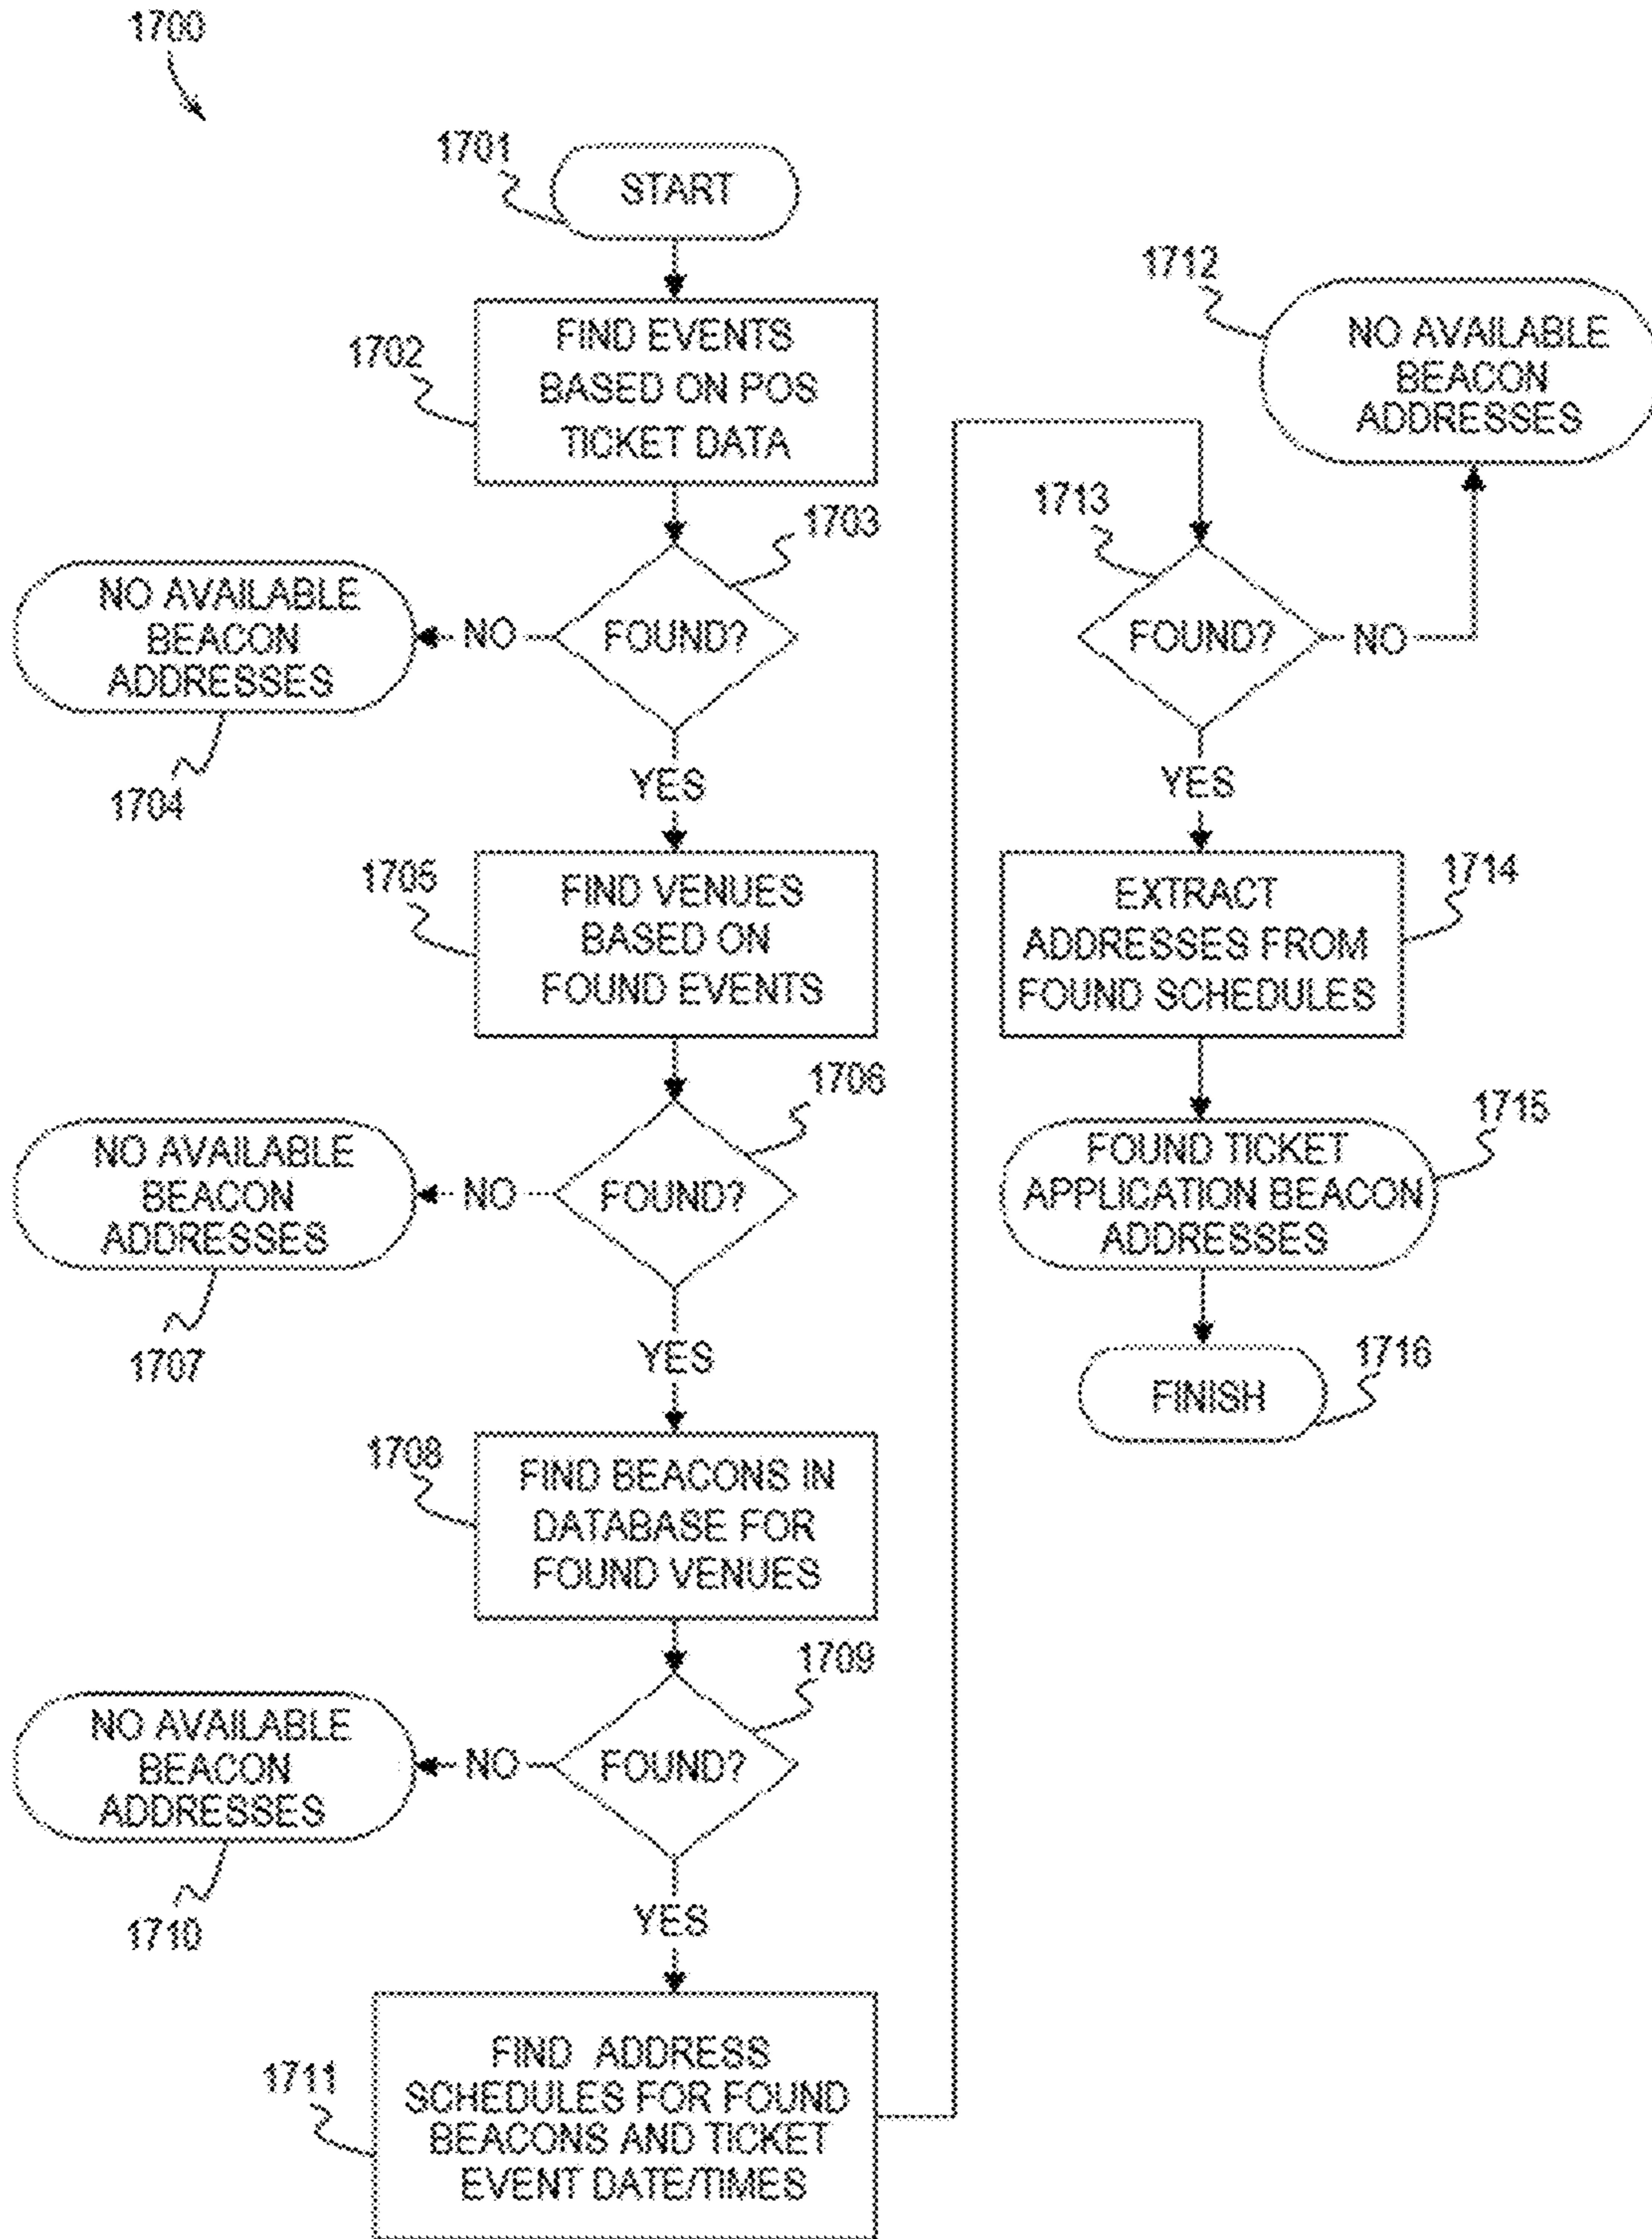 1700
1701
START
1702
FIND EVENTS
BASED ON POS
TICKET DATA
1703
FOUND?
NO
NO AVAILABLE
BEACON
ADDRESSES
1704
YES
1705
FIND VENUES
BASED ON
FOUND EVENTS
1706
FOUND?
NO
NO AVAILABLE
BEACON
ADDRESSES
1707
YES
1708
FIND BEACONS IN
DATABASE FOR
FOUND VENUES
1709
FOUND?
NO
NO AVAILABLE
BEACON
ADDRESSES
1710
YES
1711
FIND ADDRESS
SCHEDULES FOR FOUND
BEACONS AND TICKET
EVENT DATE/TIMES
1712
NO AVAILABLE
BEACON
ADDRESSES
1713
FOUND?
NO
YES
1714
EXTRACT
ADDRESSES FROM
FOUND SCHEDULES
1715
FOUND TICKET
APPLICATION BEACON
ADDRESSES
1716
FINISH